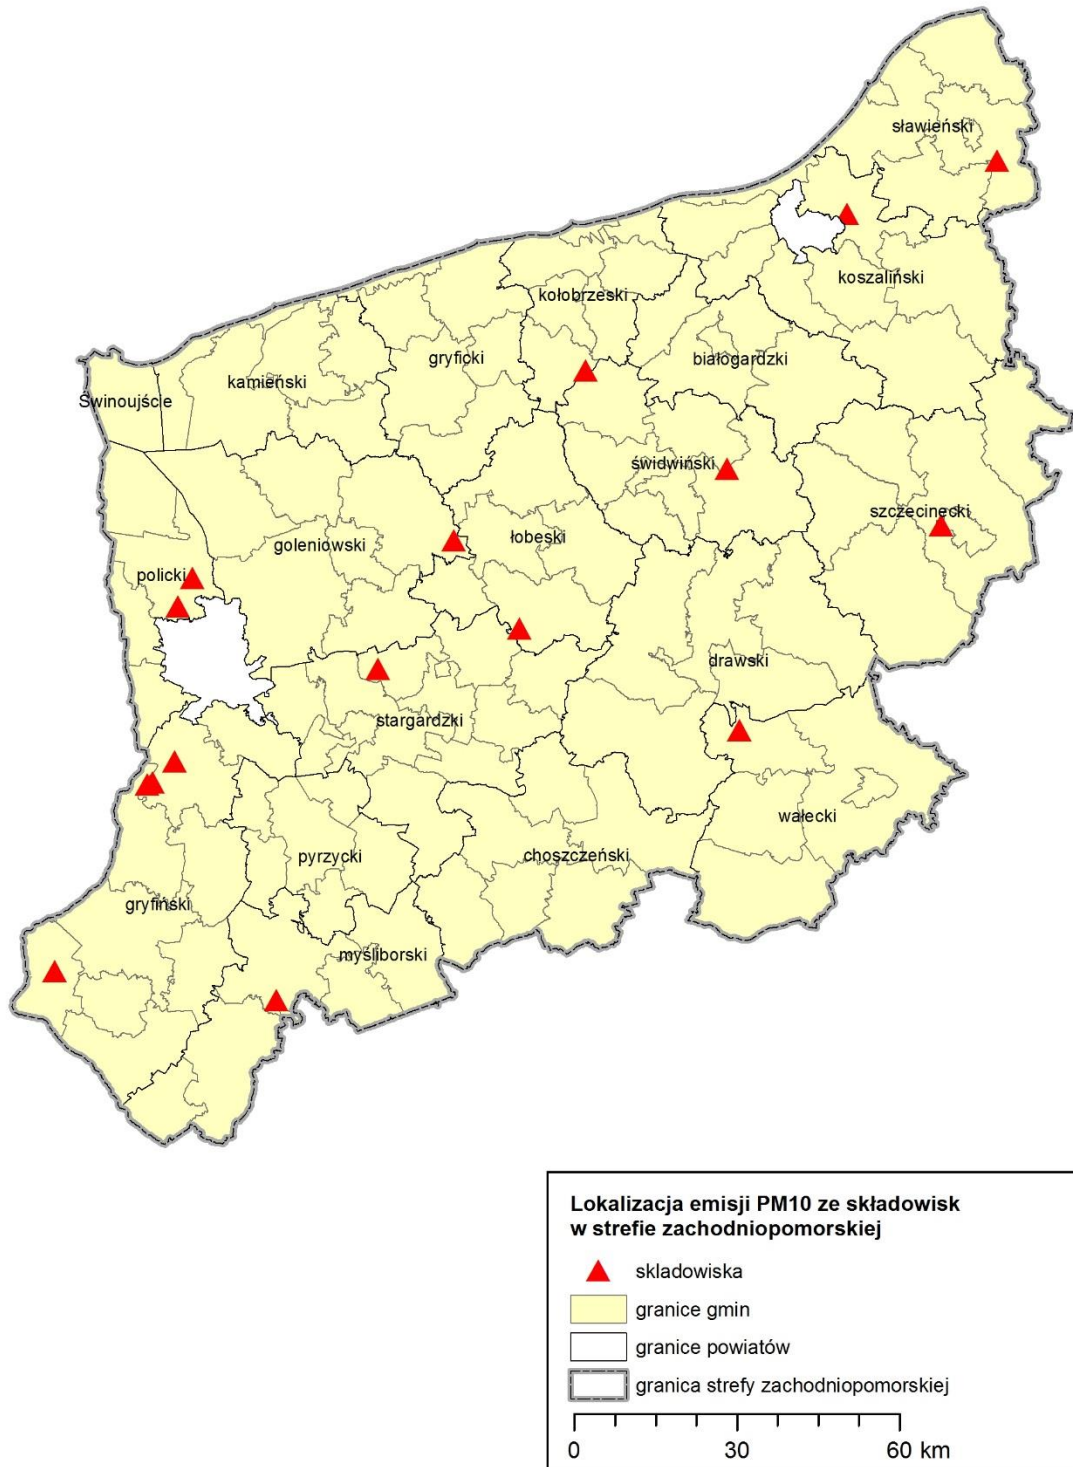 sławieński
koszaliński
kołobrzeski
gryficki
białogardzki
kamieński
Świnoujście
świdwiński
szczecinecki
goleniowski
łobeski
policki
drawski
stargardzki
wałecki
pyrzycki
choszczeński
gryfiński
myśliborski
Lokalizacja emisji PM10 ze składowisk
w strefie zachodniopomorskiej
skladowiska
granice gmin
granice powiatów
granica strefy zachodniopomorskiej
0 30 60 km